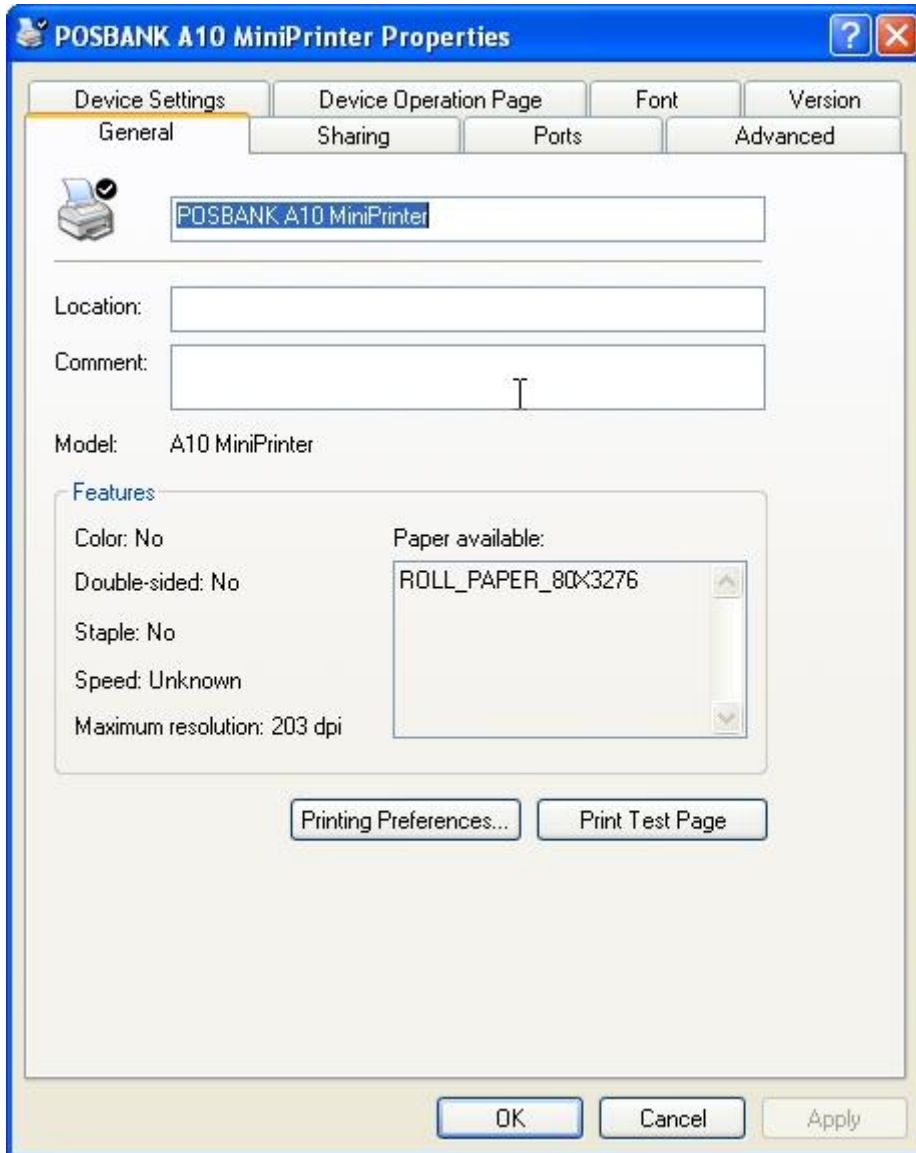 POSBANK A10 MiniPrinter Properties
Device Settings Device Operation Page Font Version
General Sharing Ports Advanced
POSBANK A10 MiniPrinter
Location:
Comment:
Model: A10 MiniPrinter
Features
Color: No Paper available:
Double-sided: No ROLL_PAPER_80X3276
Staple: No
Speed: Unknown
Maximum resolution: 203 dpi
Printing Preferences... Print Test Page
OK Cancel Apply